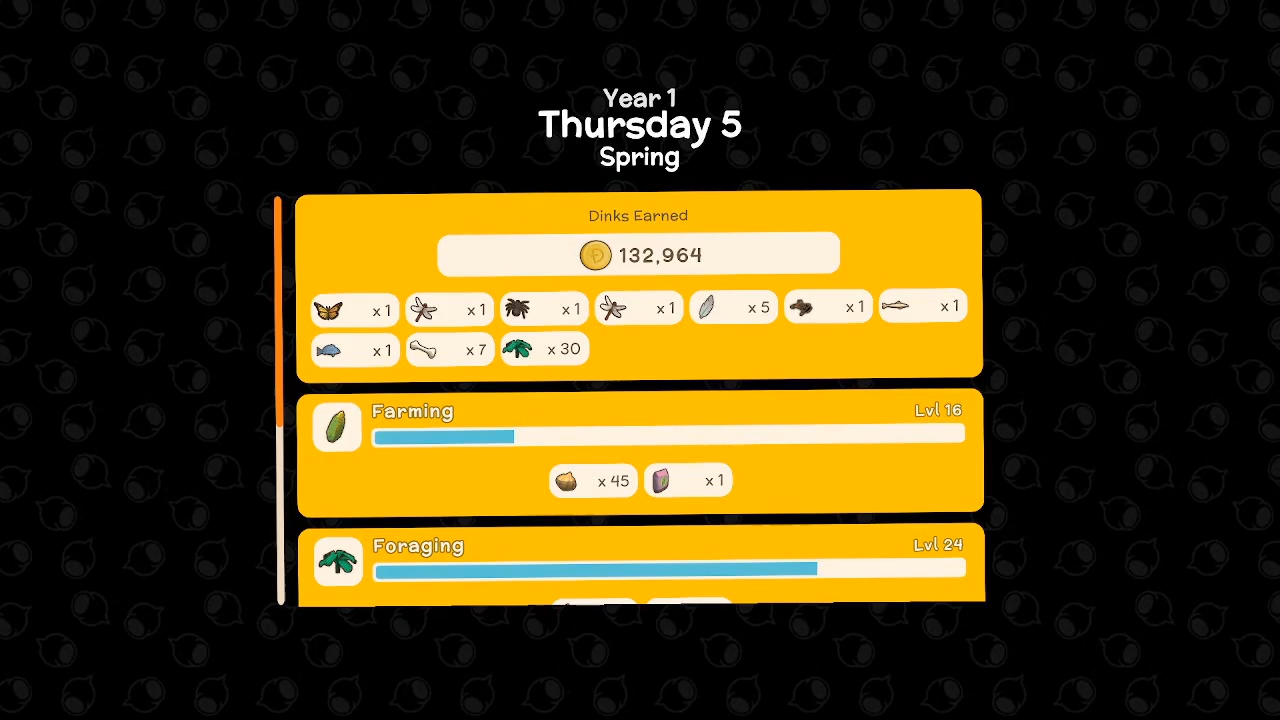 Year 1
Thursday 5
Spring
Dinks Earned
132,964
x 1 x 1 x 1 x 1 x 5 x 1 x 1
x 1 x 7 x 30
Farming Lvl 16
x 45 x 1
Foraging Lvl 24